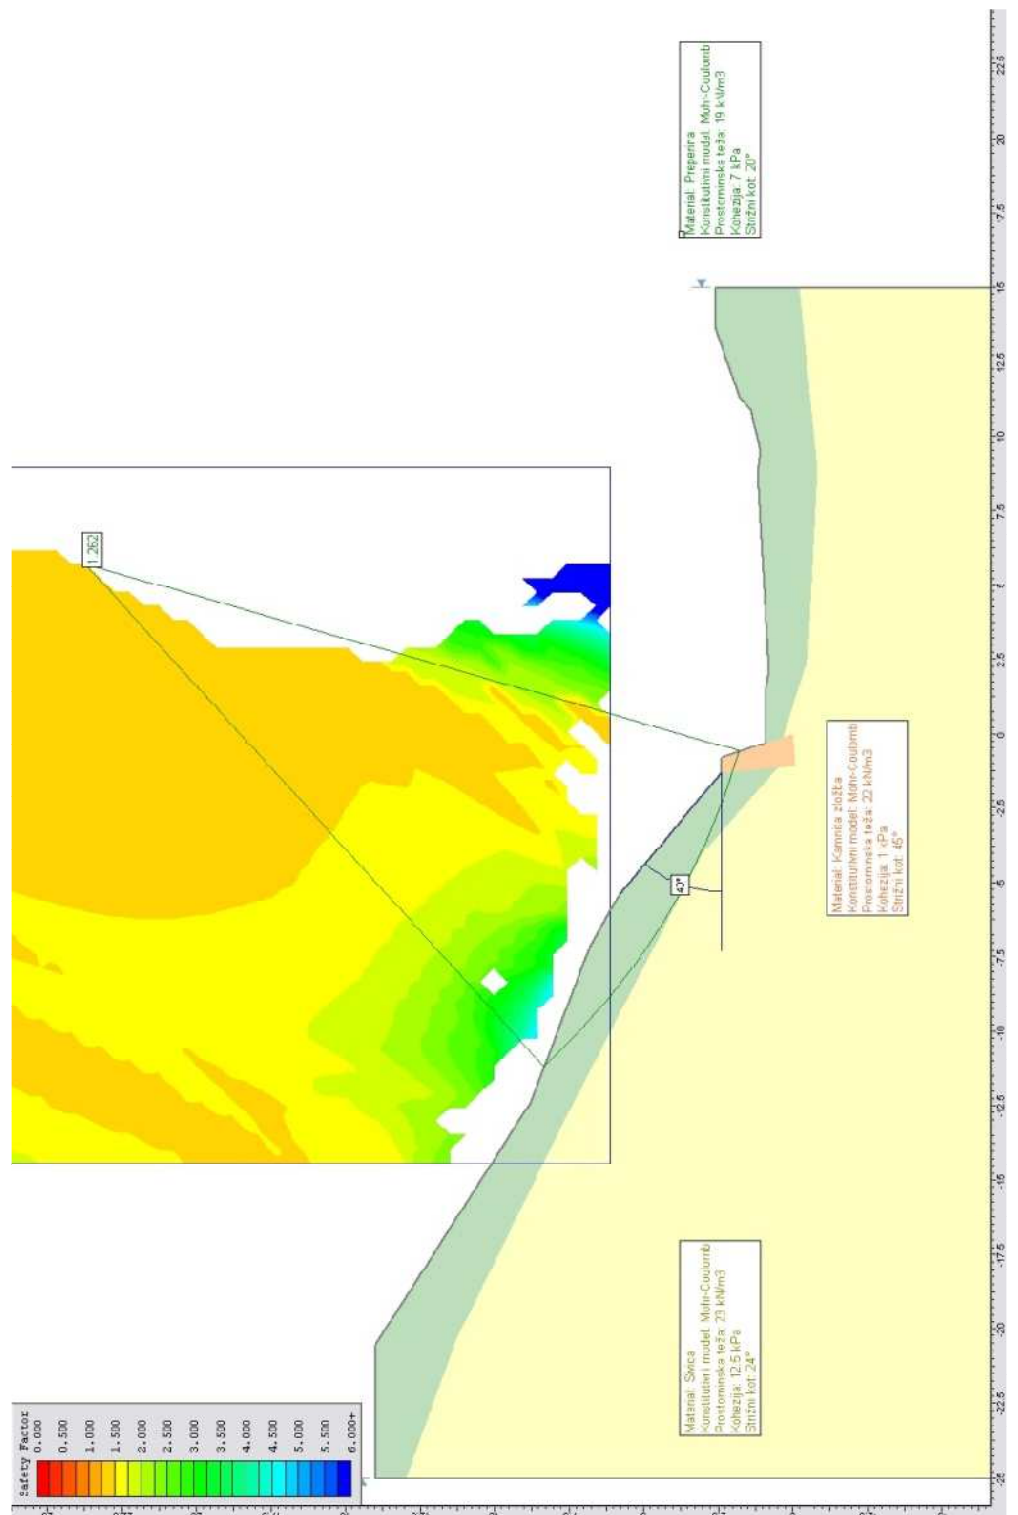 Safety Factor
0.000
0.500
1.000
1.500
2.000
2.500
3.000
3.500
4.000
4.500
5.000
5.500
6.000+
1.262
40°
Material: Preperina
Konstitutivni model: Mohr-Coulomb
Prostorninska teža: 19 kN/m3
Kohezija: 7 kPa
Strižni kot: 20°
Material: Kamnita zložba
Konstitutivni model: Mohr-Coulomb
Prostorninska teža: 22 kN/m3
Kohezija: 1 kPa
Strižni kot: 45°
Material: Sivica
Konstitutivni model: Mohr-Coulomb
Prostorninska teža: 23 kN/m3
Kohezija: 12.5 kPa
Strižni kot: 24°
-25
-22.5
-20
-17.5
-15
-12.5
-10
-7.5
-5
-2.5
0
2.5
5
7.5
10
12.5
15
17.5
20
22.5